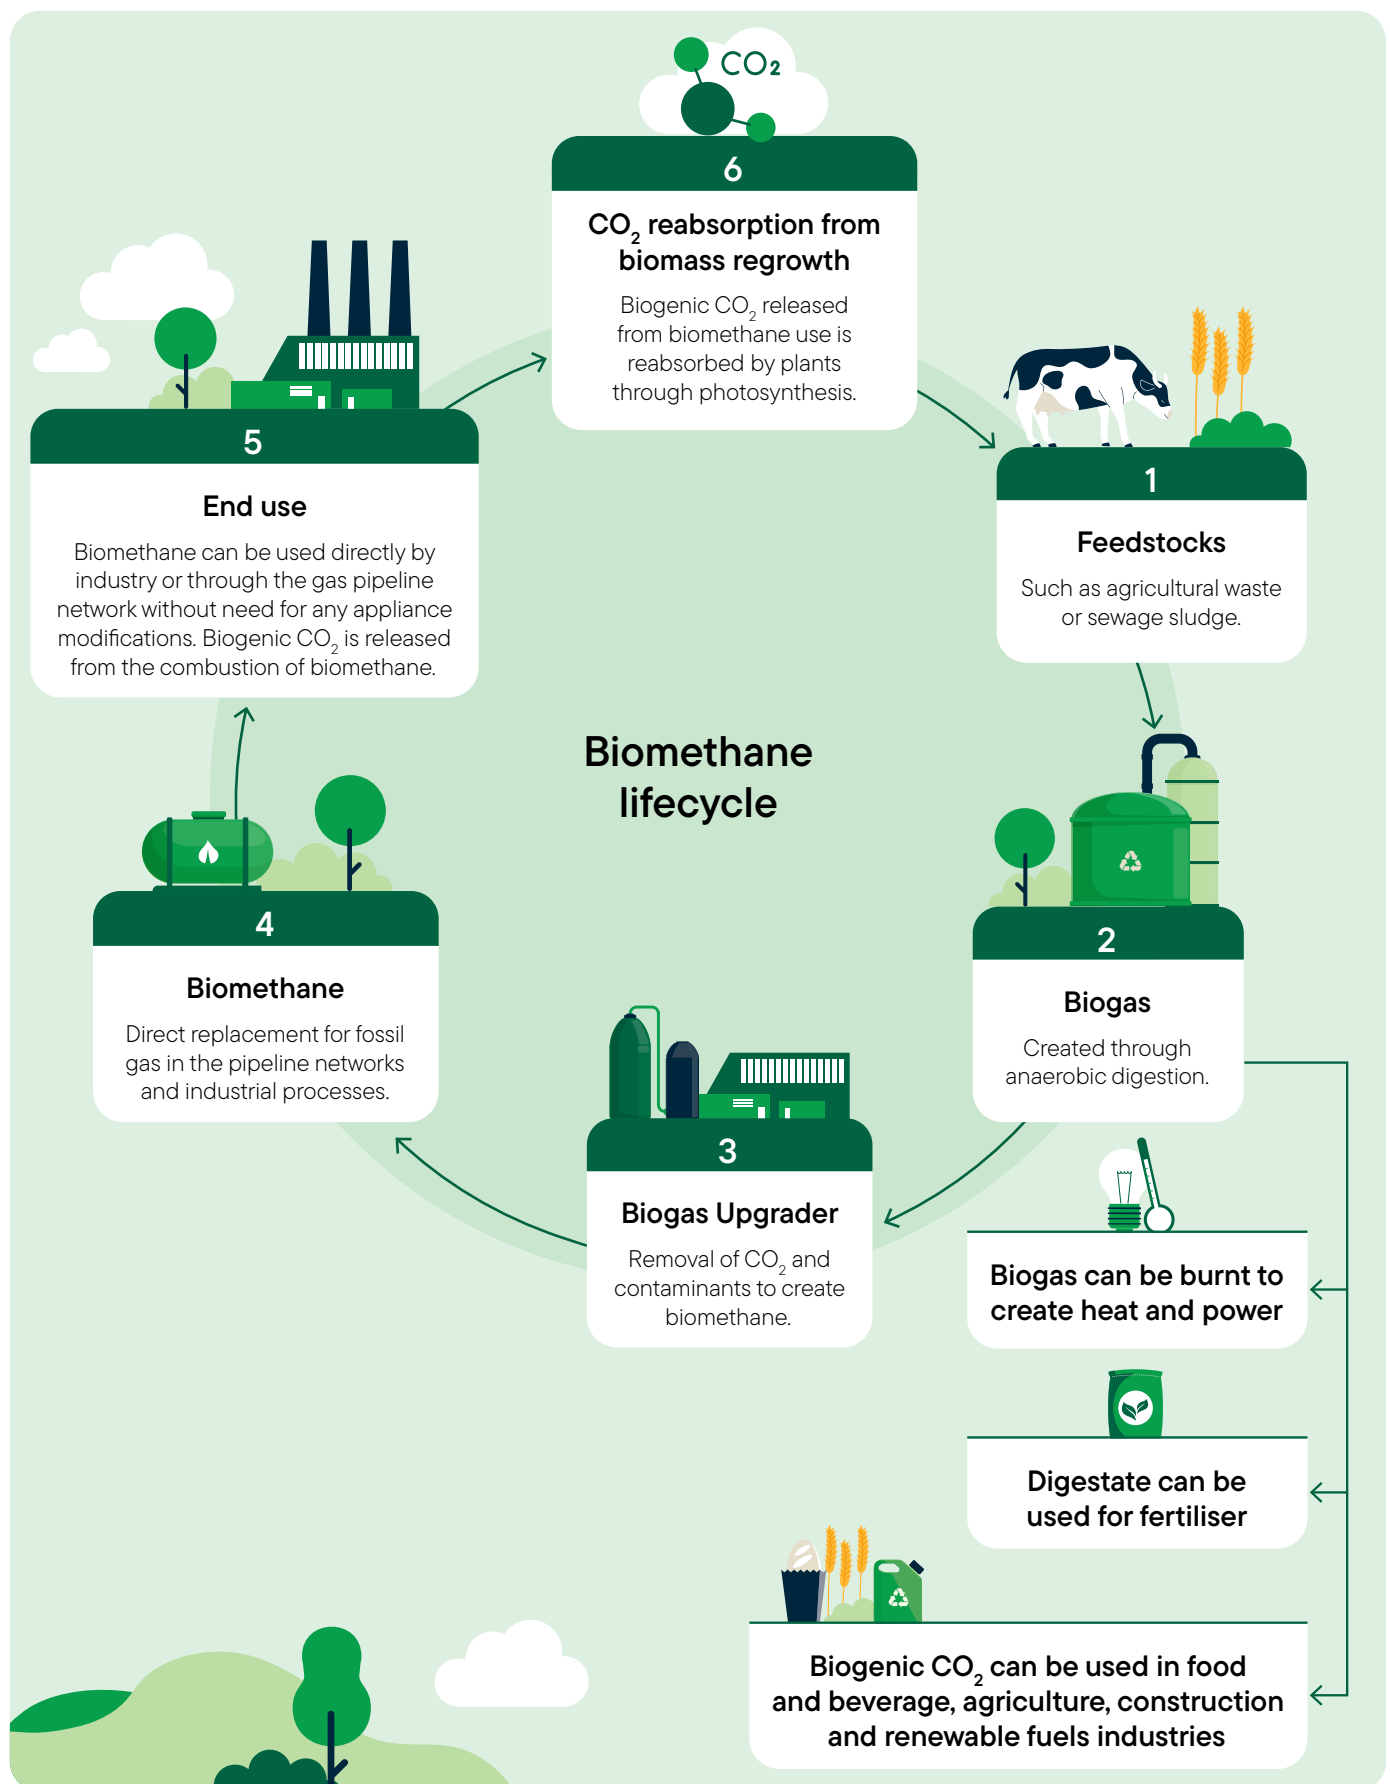 CO₂
6
CO₂ reabsorption from
biomass regrowth
Biogenic CO₂ released
from biomethane use is
reabsorbed by plants
through photosynthesis.
1
Feedstocks
Such as agricultural waste
or sewage sludge.
2
Biogas
Created through
anaerobic digestion.
Biogas can be burnt to
create heat and power
Digestate can be
used for fertiliser
Biogenic CO₂ can be used in food
and beverage, agriculture, construction
and renewable fuels industries
3
Biogas Upgrader
Removal of CO₂ and
contaminants to create
biomethane.
4
Biomethane
Direct replacement for fossil
gas in the pipeline networks
and industrial processes.
5
End use
Biomethane can be used directly by
industry or through the gas pipeline
network without need for any appliance
modifications. Biogenic CO₂ is released
from the combustion of biomethane.
Biomethane
lifecycle